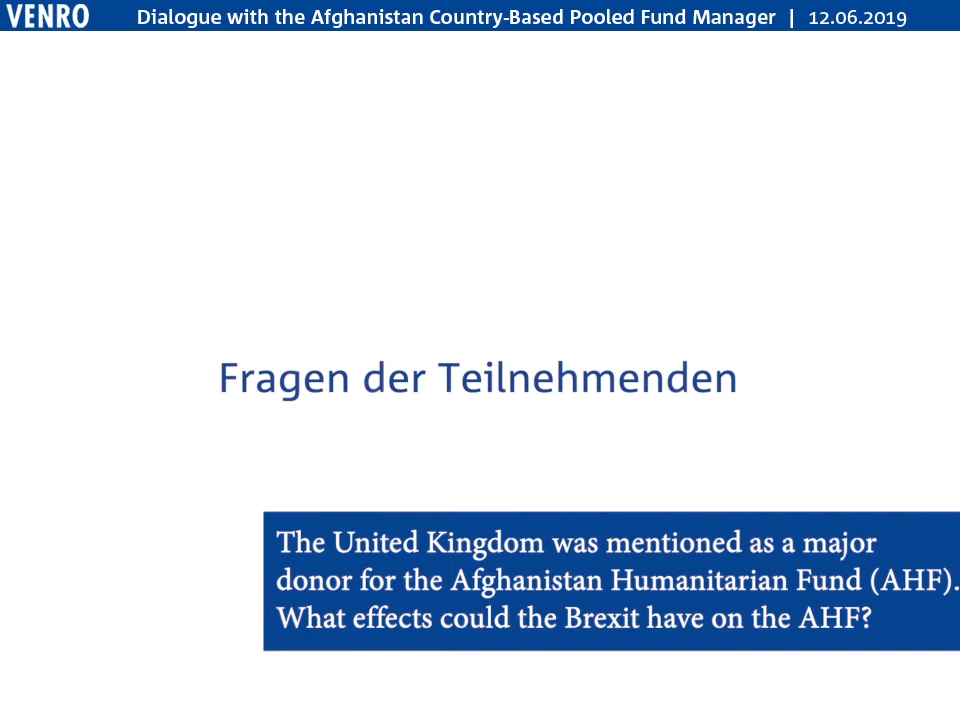 VENRO Dialogue with the Afghanistan Country-Based Pooled Fund Manager | 12.06.2019
Fragen der Teilnehmenden
The United Kingdom was mentioned as a major
donor for the Afghanistan Humanitarian Fund (AHF).
What effects could the Brexit have on the AHF?